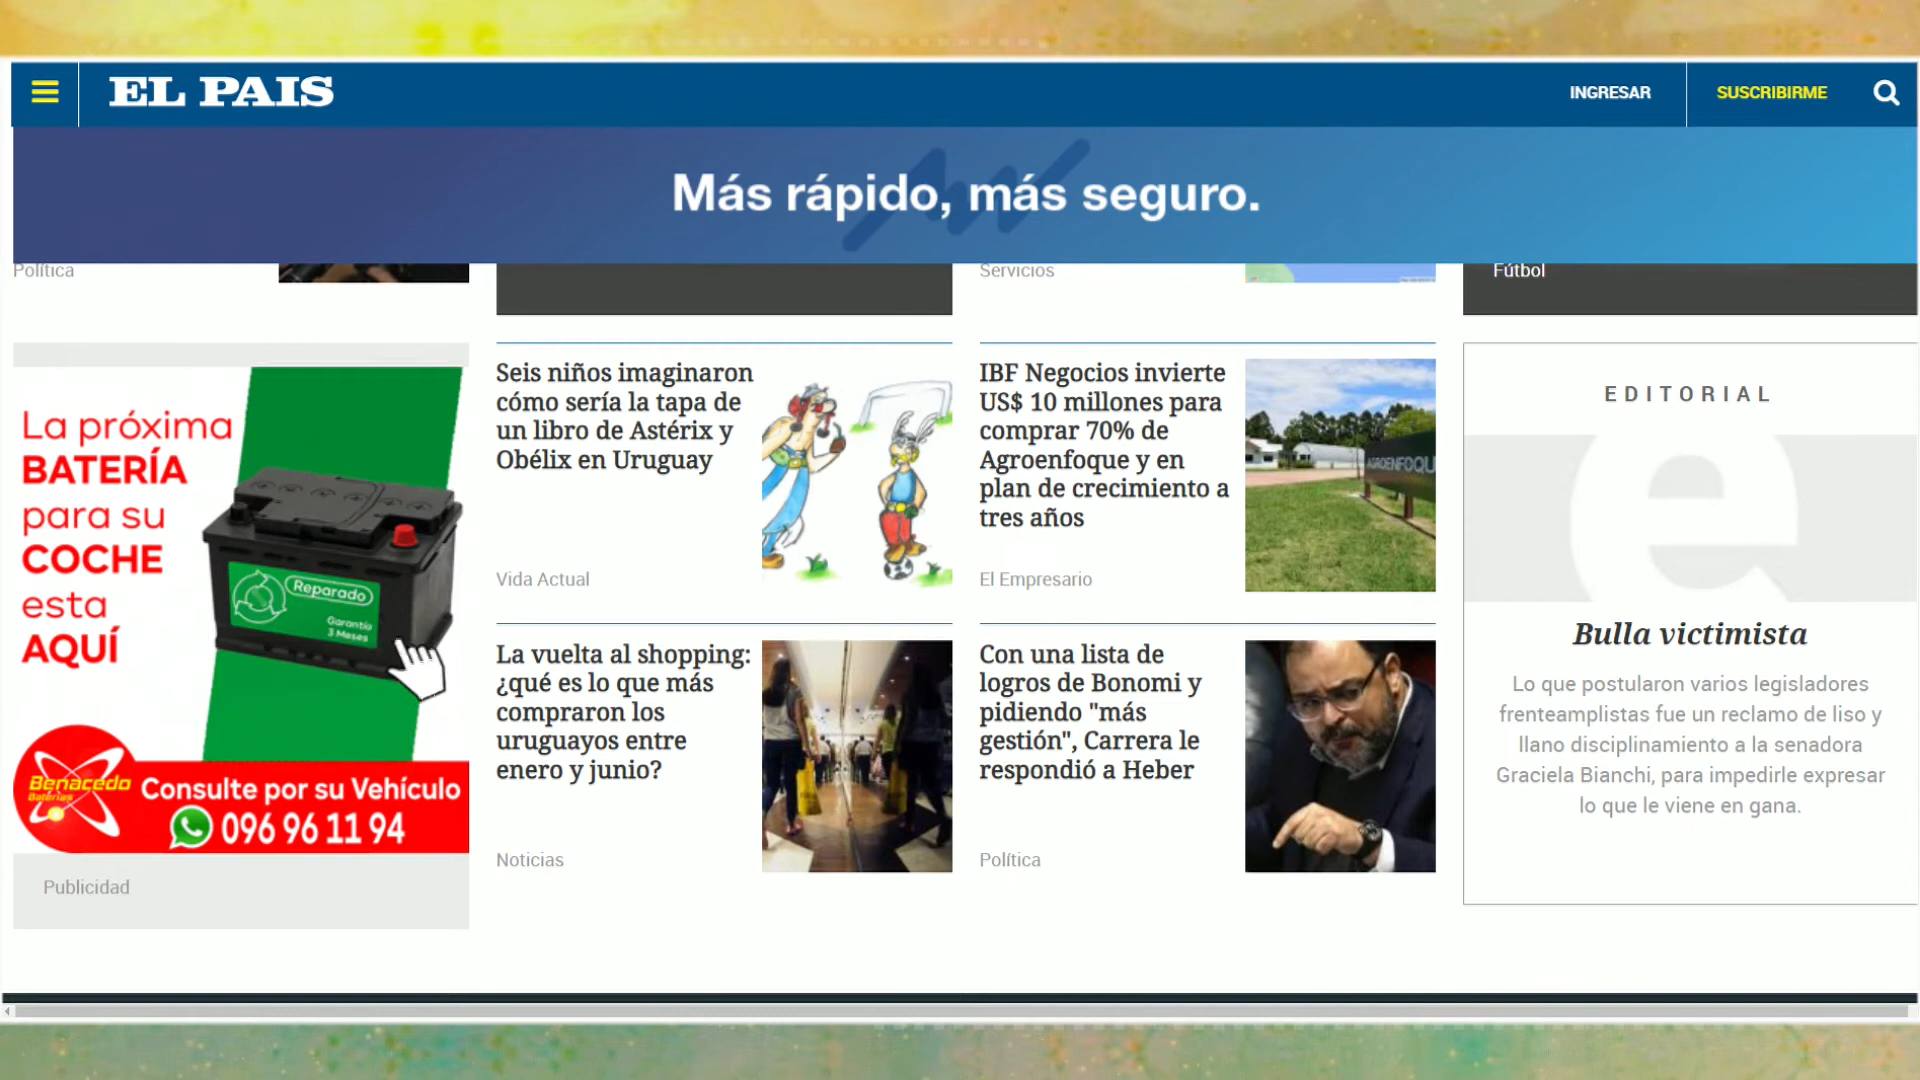 EL PAIS
INGRESAR
SUSCRIBIRME
Más rápido, más seguro.
Política
Servicios
Fútbol
La próxima
BATERÍA
para su
COCHE
esta
AQUÍ
Reparado
Garantía
3 Meses
Benacedo
Baterías
Consulte por su Vehículo
096 96 11 94
Publicidad
Seis niños imaginaron
cómo sería la tapa de
un libro de Astérix y
Obélix en Uruguay
Vida Actual
La vuelta al shopping:
¿qué es lo que más
compraron los
uruguayos entre
enero y junio?
Noticias
IBF Negocios invierte
US$ 10 millones para
comprar 70% de
Agroenfoque y en
plan de crecimiento a
tres años
El Empresario
AGROENFOQU
Con una lista de
logros de Bonomi y
pidiendo "más
gestión", Carrera le
respondió a Heber
Política
EDITORIAL
e
Bulla victimista
Lo que postularon varios legisladores
frenteamplistas fue un reclamo de liso y
llano disciplinamiento a la senadora
Graciela Bianchi, para impedirle expresar
lo que le viene en gana.